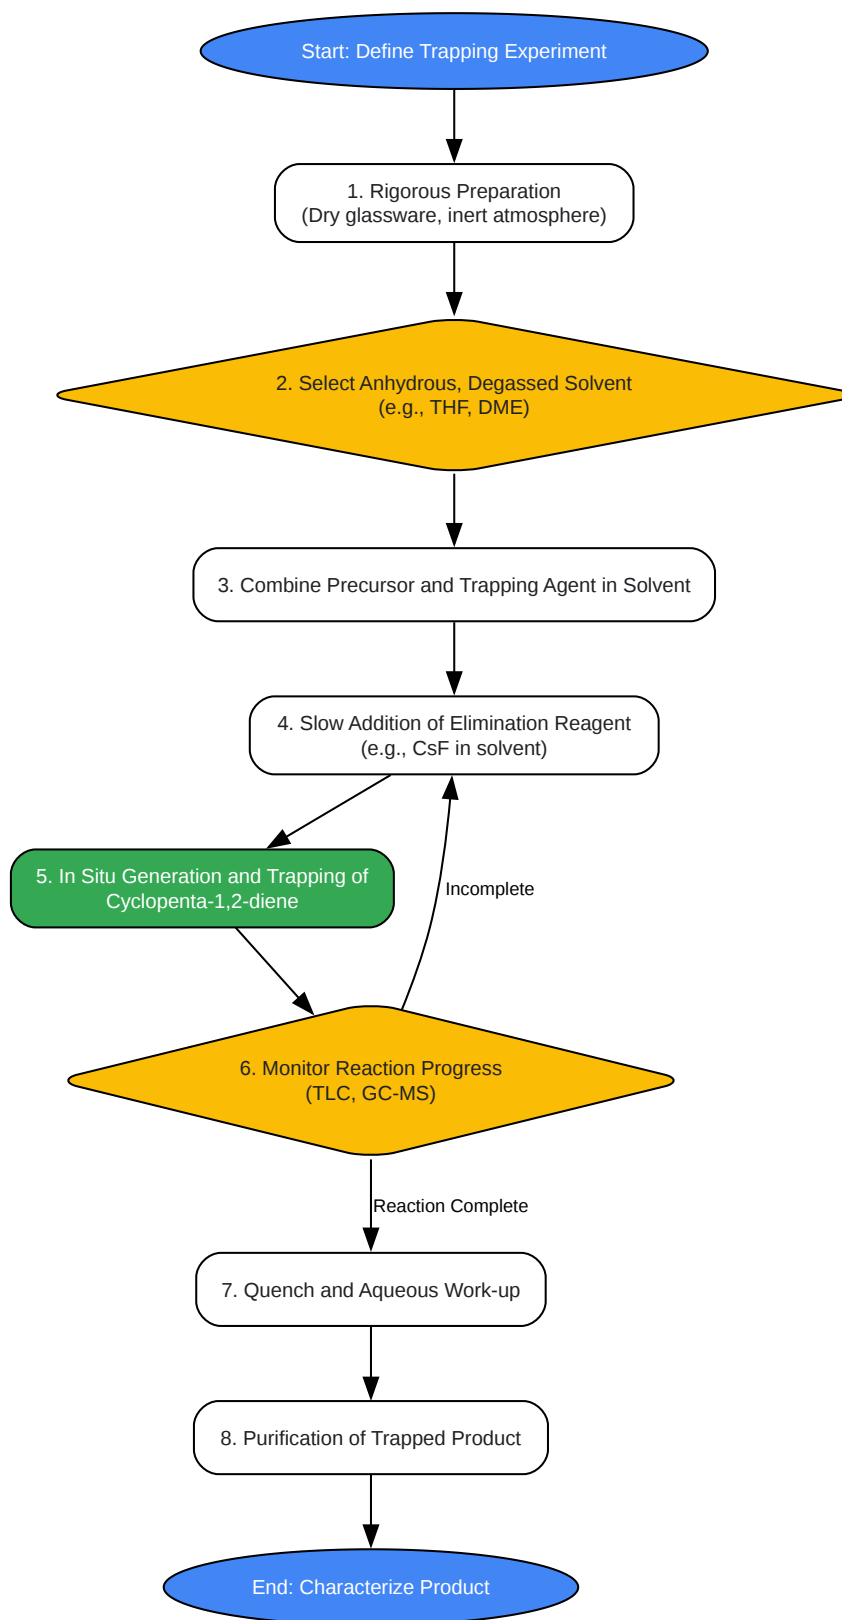 Start: Define Trapping Experiment
1. Rigorous Preparation
(Dry glassware, inert atmosphere)
2. Select Anhydrous, Degassed Solvent
(e.g., THF, DME)
3. Combine Precursor and Trapping Agent in Solvent
4. Slow Addition of Elimination Reagent
(e.g., CsF in solvent)
5. In Situ Generation and Trapping of
Cyclopenta-1,2-diene
Incomplete
6. Monitor Reaction Progress
(TLC, GC-MS)
Reaction Complete
7. Quench and Aqueous Work-up
8. Purification of Trapped Product
End: Characterize Product